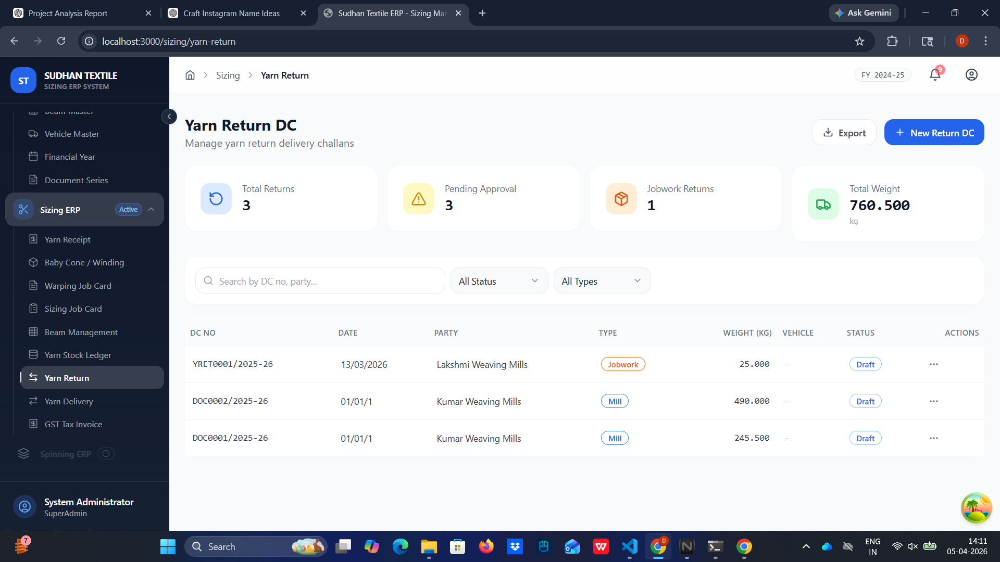 Project Analysis Report
Craft Instagram Name Ideas
Sudhan Textile ERP - Sizing Mar
Ask Gemini
localhost:3000/sizing/yarn-return
D
ST
SUDHAN TEXTILE
SIZING ERP SYSTEM
Beam Master
Vehicle Master
Financial Year
Document Series
Sizing ERP
Active
Yarn Receipt
Baby Cone / Winding
Warping Job Card
Sizing Job Card
Beam Management
Yarn Stock Ledger
Yarn Return
Yarn Delivery
GST Tax Invoice
Spinning ERP
System Administrator
SuperAdmin
Sizing
Yarn Return
FY 2024-25
9
Yarn Return DC
Manage yarn return delivery challans
Export
New Return DC
Total Returns
3
Pending Approval
3
Jobwork Returns
1
Total Weight
760.500
kg
Search by DC no, party...
All Status
All Types
DC NO DATE PARTY TYPE WEIGHT (KG) VEHICLE STATUS ACTIONS
YRET0001/2025-26 13/03/2026 Lakshmi Weaving Mills Jobwork 25.000 - Draft ...
DOC0002/2025-26 01/01/1 Kumar Weaving Mills Mill 490.000 - Draft ...
DOC0001/2025-26 01/01/1 Kumar Weaving Mills Mill 245.500 - Draft ...
7
Search
D
ENG
IN
14:11
05-04-2026